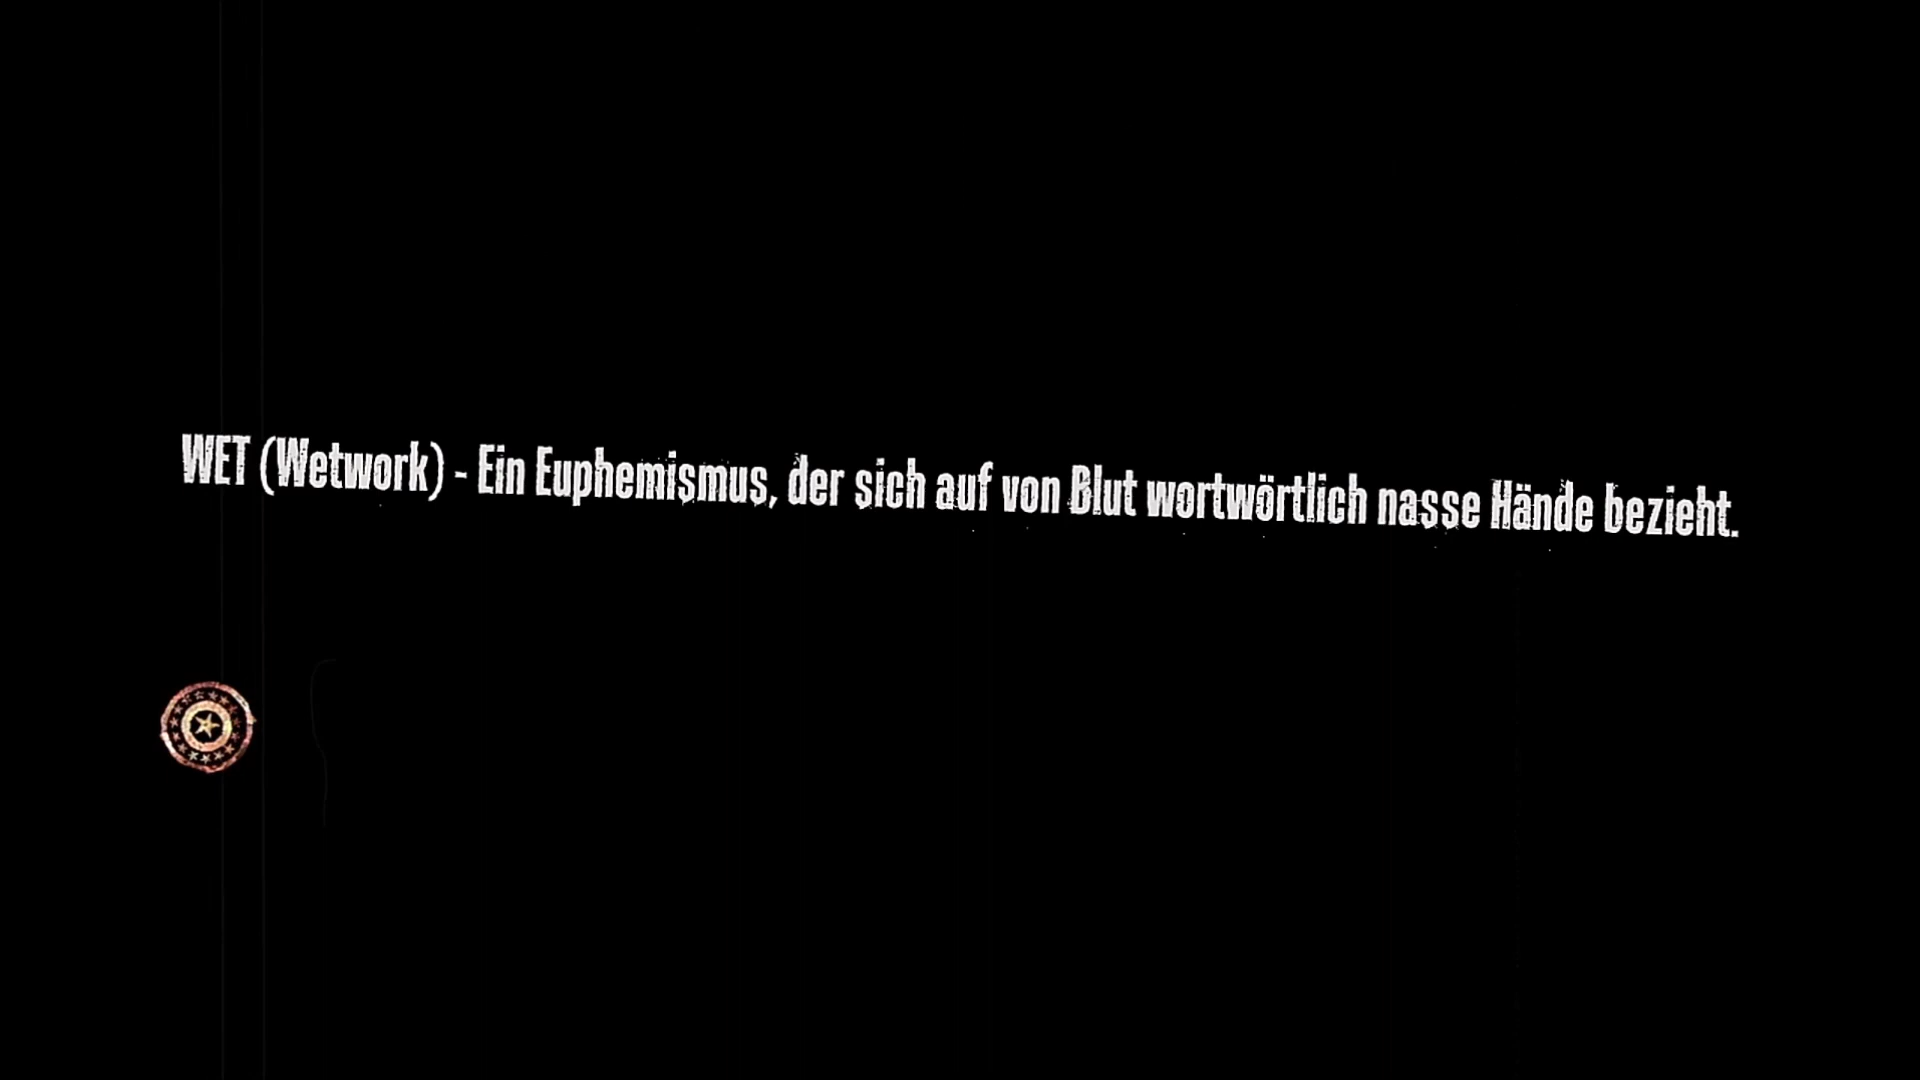 WET (Wetwork) - Ein Euphemismus, der sich auf von Blut wortwörtlich nasse Hände bezieht.